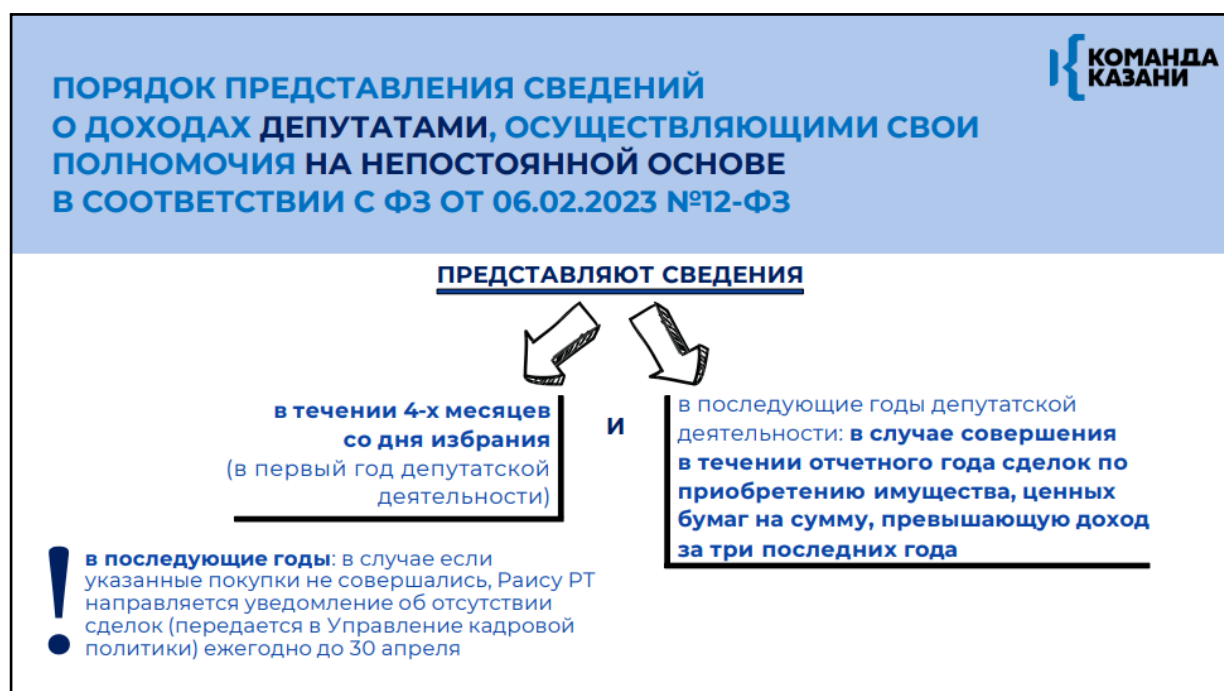 КОМАНДА
КАЗАНИ
ПОРЯДОК ПРЕДСТАВЛЕНИЯ СВЕДЕНИЙ
О ДОХОДАХ ДЕПУТАТАМИ, ОСУЩЕСТВЛЯЮЩИМИ СВОИ
ПОЛНОМОЧИЯ НА НЕПОСТОЯННОЙ ОСНОВЕ
В СООТВЕТСТВИИ С ФЗ ОТ 06.02.2023 №12-ФЗ
ПРЕДСТАВЛЯЮТ СВЕДЕНИЯ
в течении 4-х месяцев
со дня избрания
(в первый год депутатской
деятельности)
И
в последующие годы депутатской
деятельности: в случае совершения
в течении отчетного года сделок по
приобретению имущества, ценных
бумаг на сумму, превышающую доход
за три последних года
!
в последующие годы: в случае если
указанные покупки не совершались, Раису РТ
направляется уведомление об отсутствии
сделок (передается в Управление кадровой
политики) ежегодно до 30 апреля